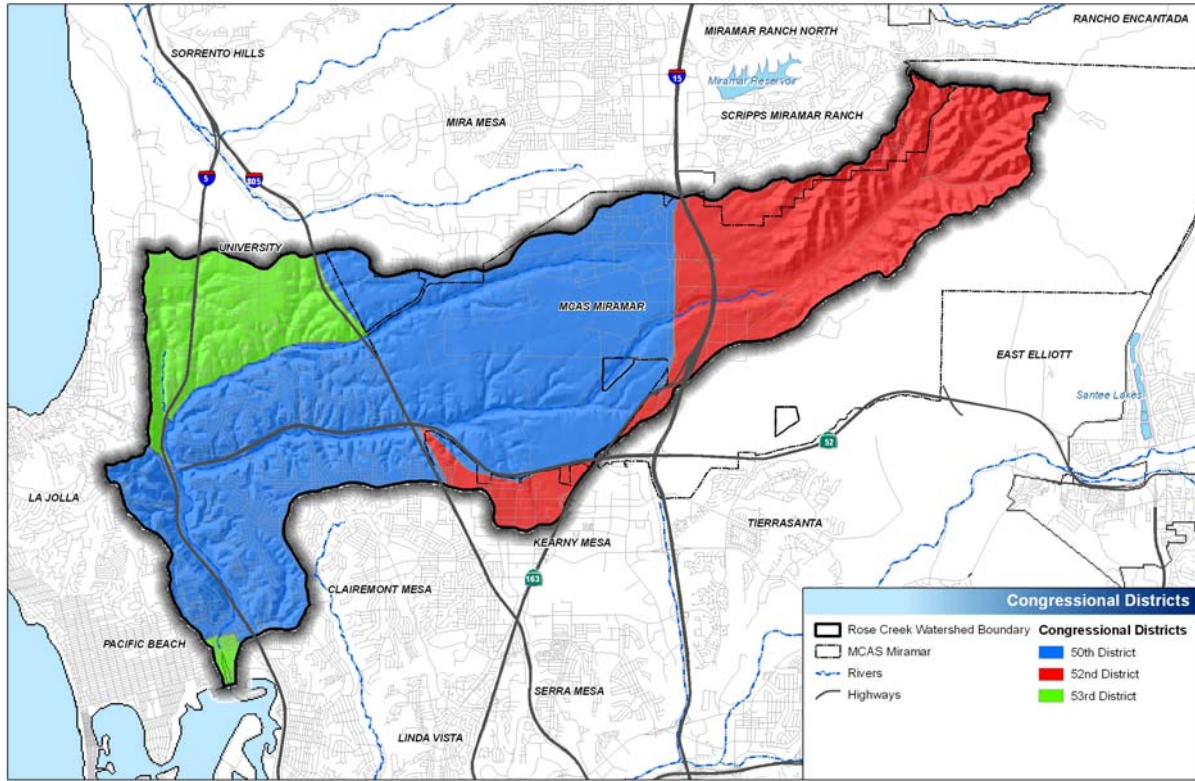 RANCHO ENCANTADA
MIRAMAR RANCH NORTH
SORRENTO HILLS
15
Miramar Reservoir
SCRIPPS MIRAMAR RANCH
MIRA MESA
5
805
UNIVERSITY
MCAS MIRAMAR
EAST ELLIOTT
Santee Lakes
52
LA JOLLA
TIERRASANTA
KEARNY MESA
163
CLAIREMONT MESA
PACIFIC BEACH
SERRA MESA
LINDA VISTA
Congressional Districts
Rose Creek Watershed Boundary
MCAS Miramar
Rivers
Highways
Congressional Districts
50th District
52nd District
53rd District